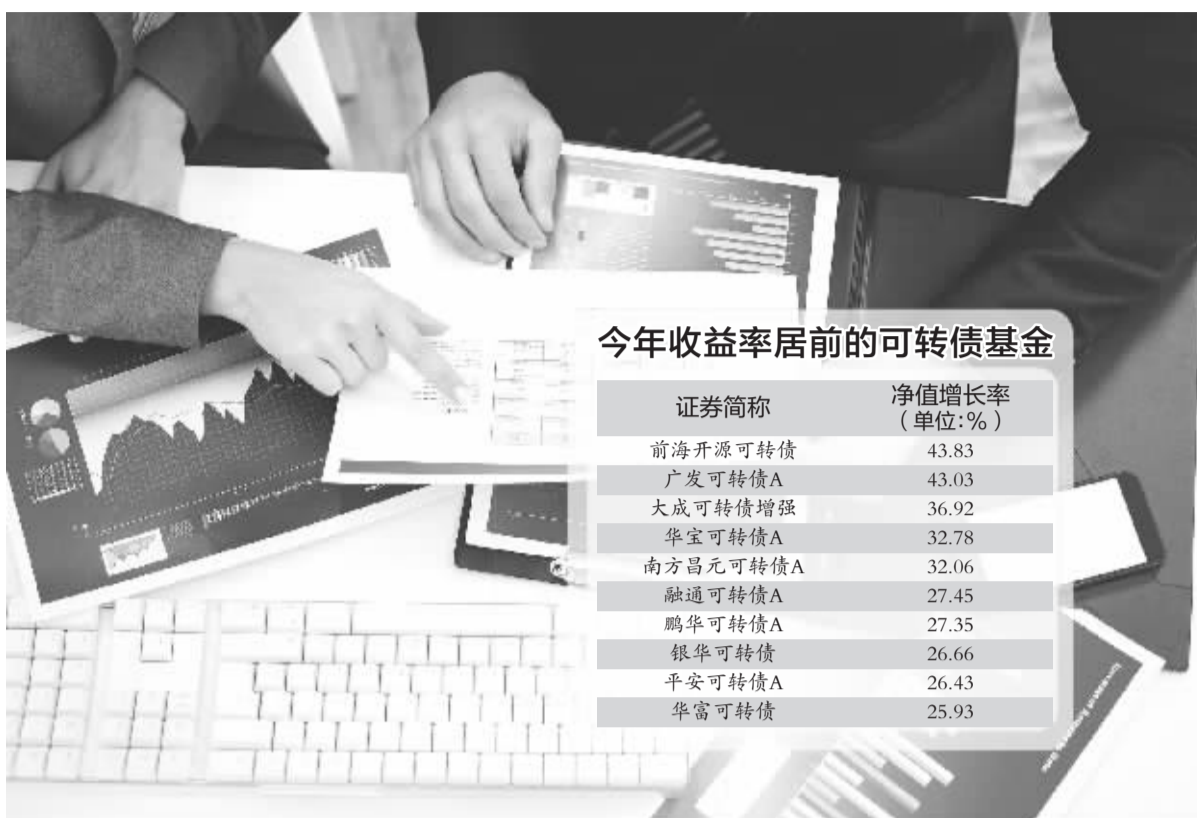 今年收益率居前的可转债基金
证券简称 净值增长率
（单位:%）
前海开源可转债 43.83
广发可转债A 43.03
大成可转债增强 36.92
华宝可转债A 32.78
南方昌元可转债A 32.06
融通可转债A 27.45
鹏华可转债A 27.35
银华可转债 26.66
平安可转债A 26.43
华富可转债 25.93